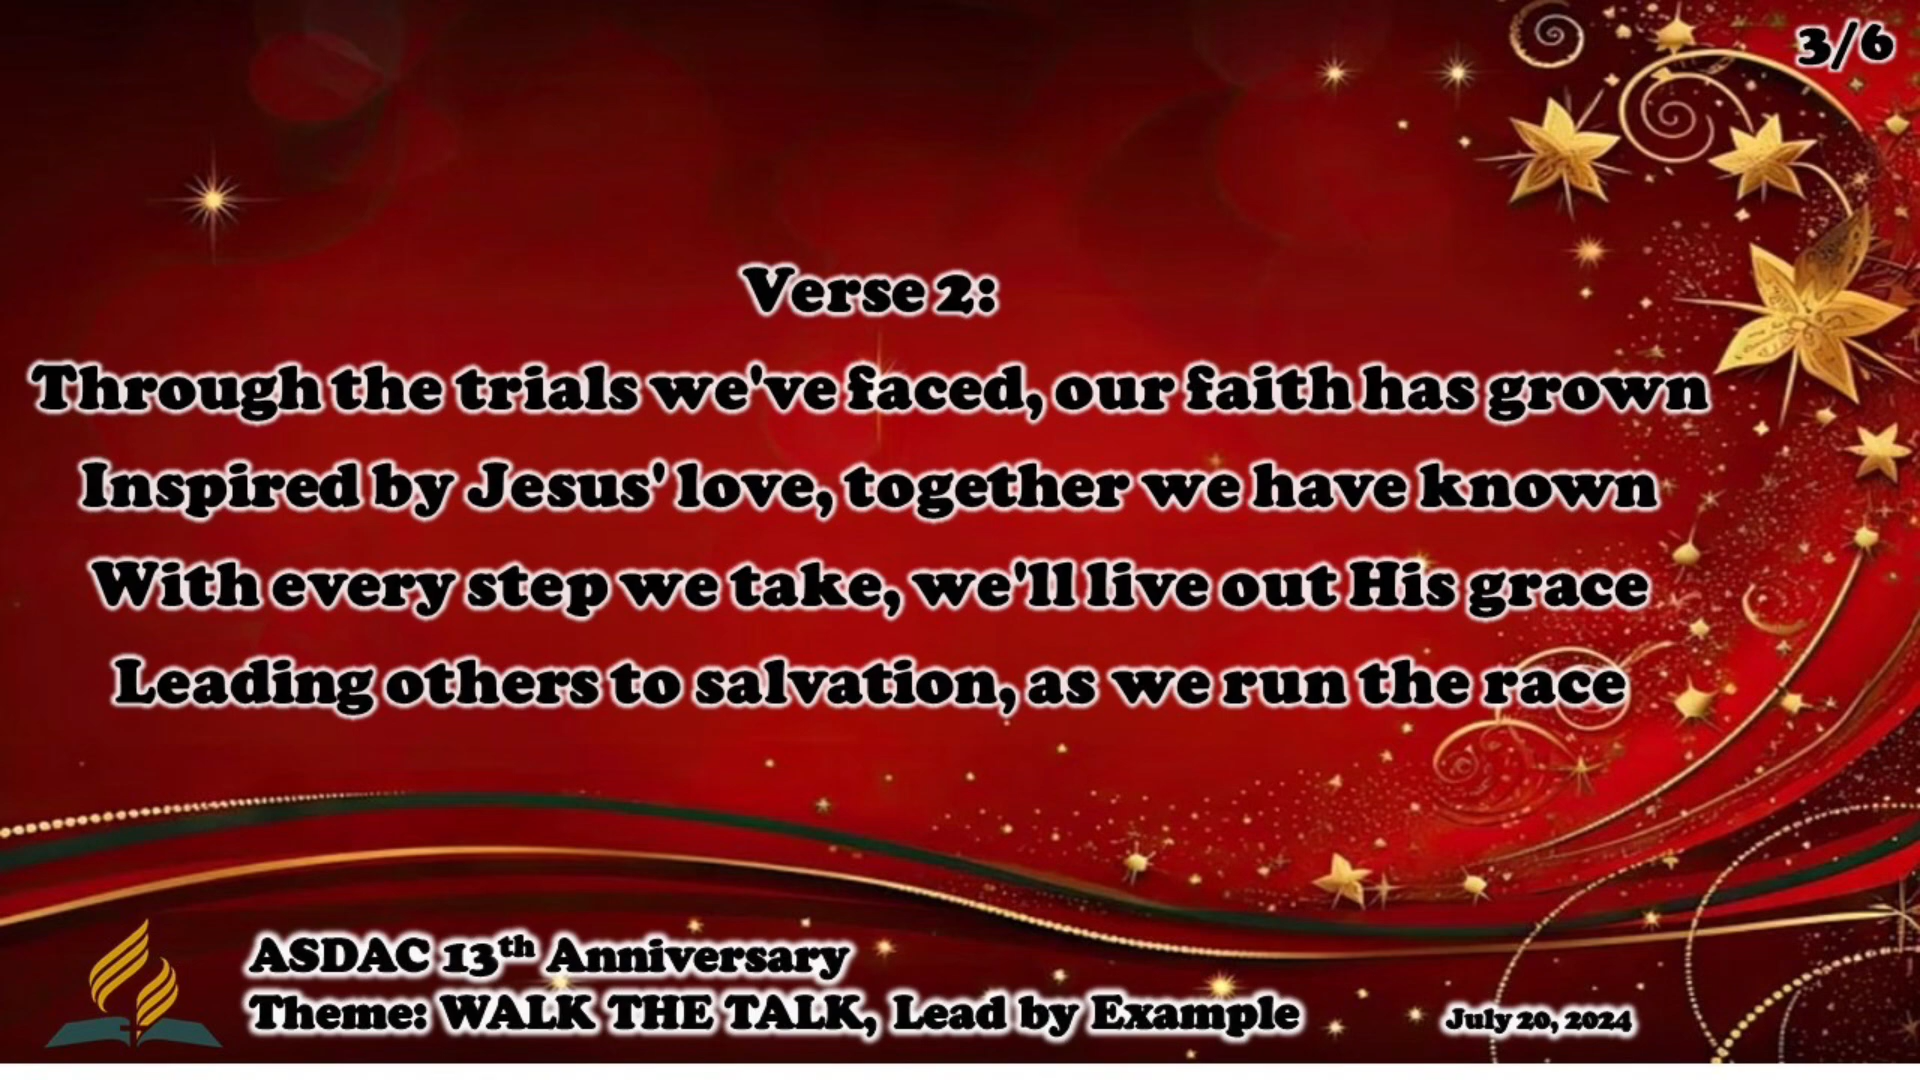 3/6
Verse 2:
Through the trials we've faced, our faith has grown
Inspired by Jesus' love, together we have known
With every step we take, we'll live out His grace
Leading others to salvation, as we run the race
ASDAC 13th Anniversary
Theme: WALK THE TALK, Lead by Example
July 20, 2024